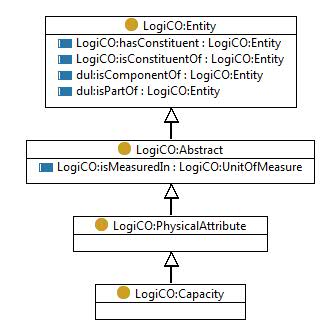 LogiCO:Entity
LogiCO:hasConstituent : LogiCO:Entity
LogiCO:isConstituentOf : LogiCO:Entity
dul:isComponentOf : LogiCO:Entity
dul:isPartOf : LogiCO:Entity
LogiCO:Abstract
LogiCO:isMeasuredIn : LogiCO:UnitOfMeasure
LogiCO:PhysicalAttribute
LogiCO:Capacity